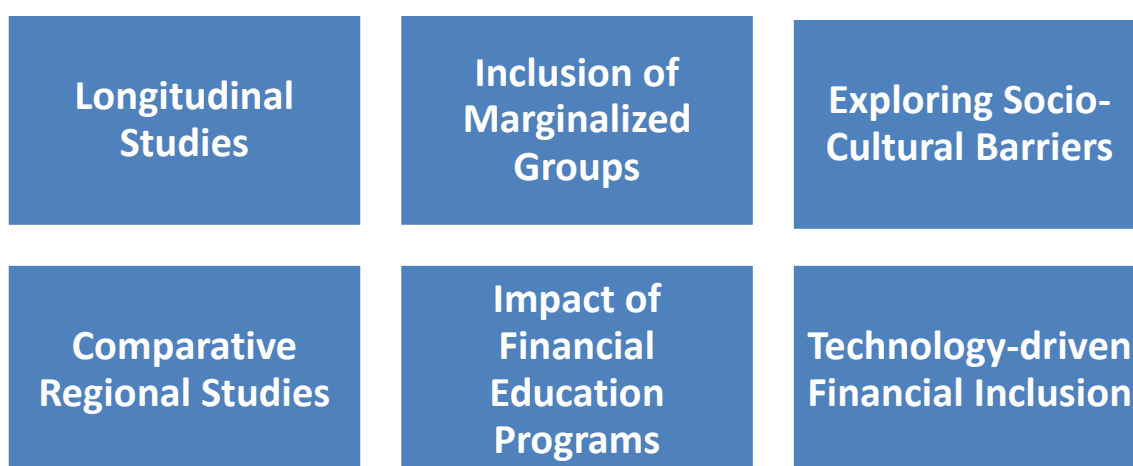 Longitudinal
Studies
Inclusion of
Marginalized
Groups
Exploring Socio-
Cultural Barriers
Comparative
Regional Studies
Impact of
Financial
Education
Programs
Technology-driven
Financial Inclusion